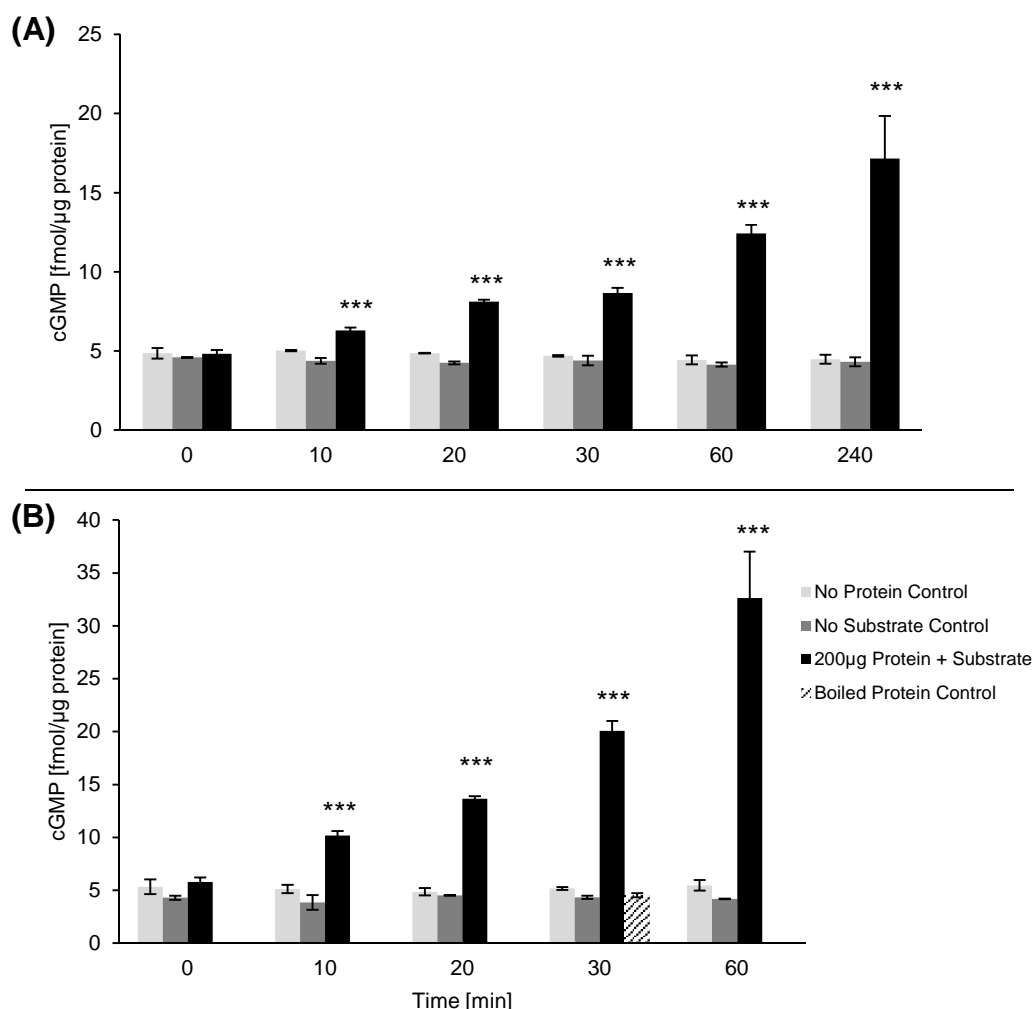 (A)
25
20
15
10
5
0
cGMP [fmol/µg protein]
***
***
***
***
***
0 10 20 30 60 240
(B)
40
35
30
25
20
15
10
5
0
cGMP [fmol/µg protein]
***
***
***
***
0 10 20 30 60
Time [min]
No Protein Control
No Substrate Control
200µg Protein + Substrate
Boiled Protein Control